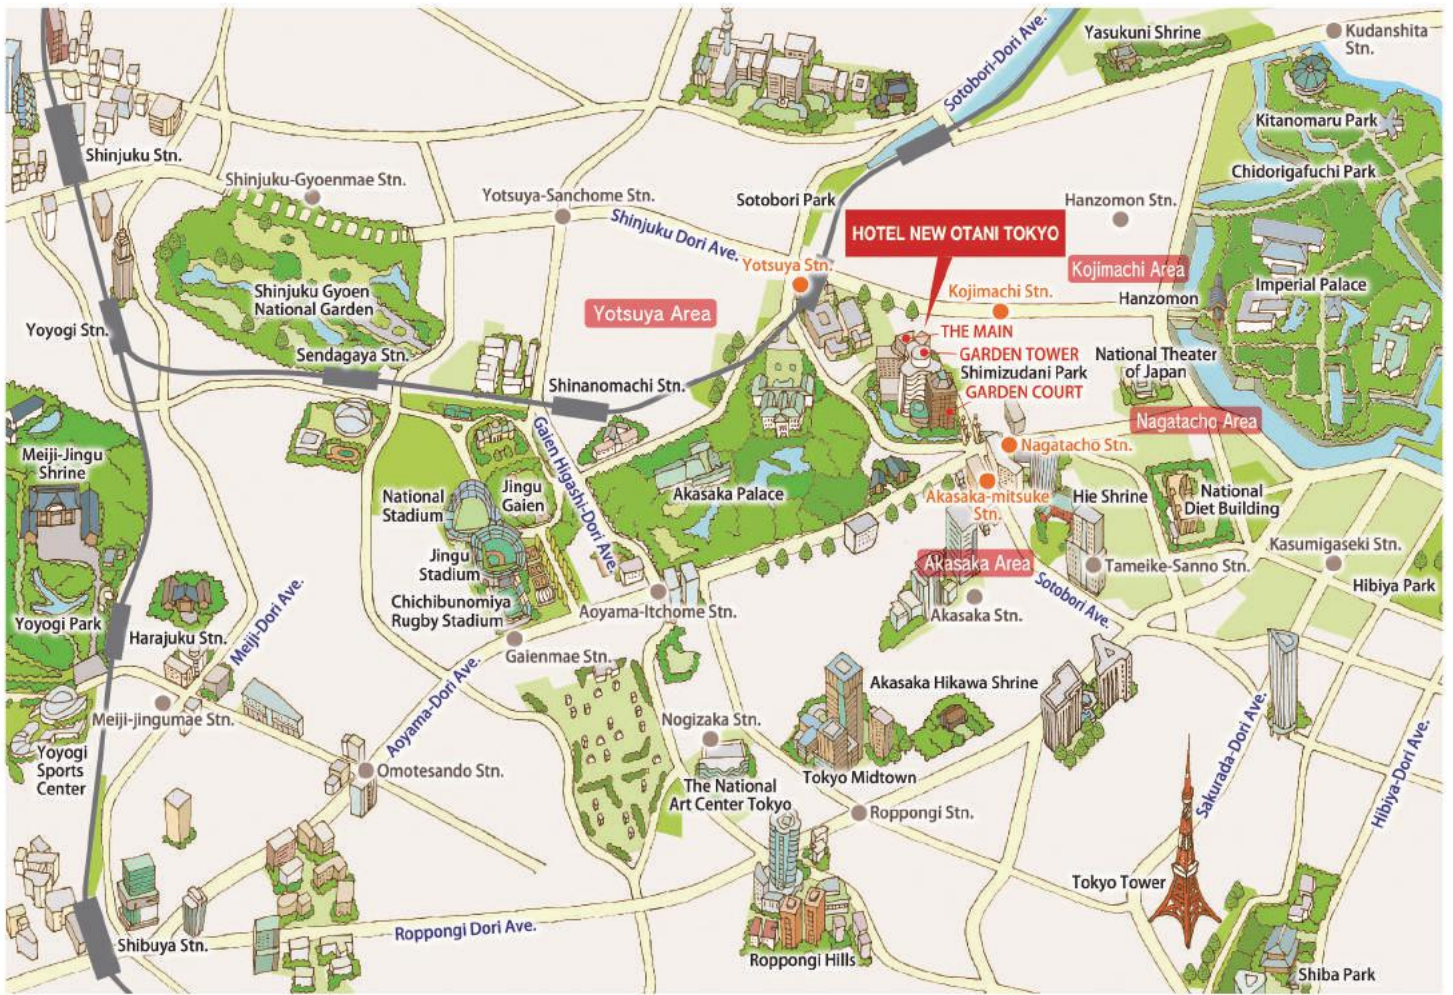 Sotobori-Dori Ave.
Yasukuni Shrine
Kudanshita
Stn.
Kitanomaru Park
Chidorigafuchi Park
Shinjuku Stn.
Shinjuku-Gyoenmae Stn.
Yotsuya-Sanchome Stn.
Sotobori Park
Hanzomon Stn.
Shinjuku Dori Ave.
HOTEL NEW OTANI TOKYO
Yotsuya Stn.
Kojimachi Area
Kojimachi Stn.
Hanzomon
Imperial Palace
Shinjuku Gyoen
National Garden
Yotsuya Area
Yoyogi Stn.
Sendagaya Stn.
THE MAIN
GARDEN TOWER
Shimizudani Park
GARDEN COURT
National Theater
of Japan
Shinanomachi Stn.
Nagatacho Area
Nagatacho Stn.
Gaien Higashi-Dori Ave.
Meiji-Jingu
Shrine
National
Stadium
Jingu
Gaien
Akasaka Palace
Akasaka-mitsuke
Stn.
Hie Shrine
National
Diet Building
Kasumigaseki Stn.
Jingu
Stadium
Akasaka Area
Tameike-Sanno Stn.
Hibiya Park
Chichibunomiya
Rugby Stadium
Aoyama-Itchome Stn.
Akasaka Stn.
Sotobori Ave.
Yoyogi Park
Harajuku Stn.
Meiji-Dori Ave.
Gaienmae Stn.
Akasaka Hikawa Shrine
Meiji-jingumae Stn.
Aoyama-Dori Ave.
Nogizaka Stn.
Yoyogi
Sports
Center
Omotesando Stn.
The National
Art Center Tokyo
Tokyo Midtown
Roppongi Stn.
Sakurada-Dori Ave.
Hibiya-Dori Ave.
Tokyo Tower
Shibuya Stn.
Roppongi Dori Ave.
Roppongi Hills
Shiba Park